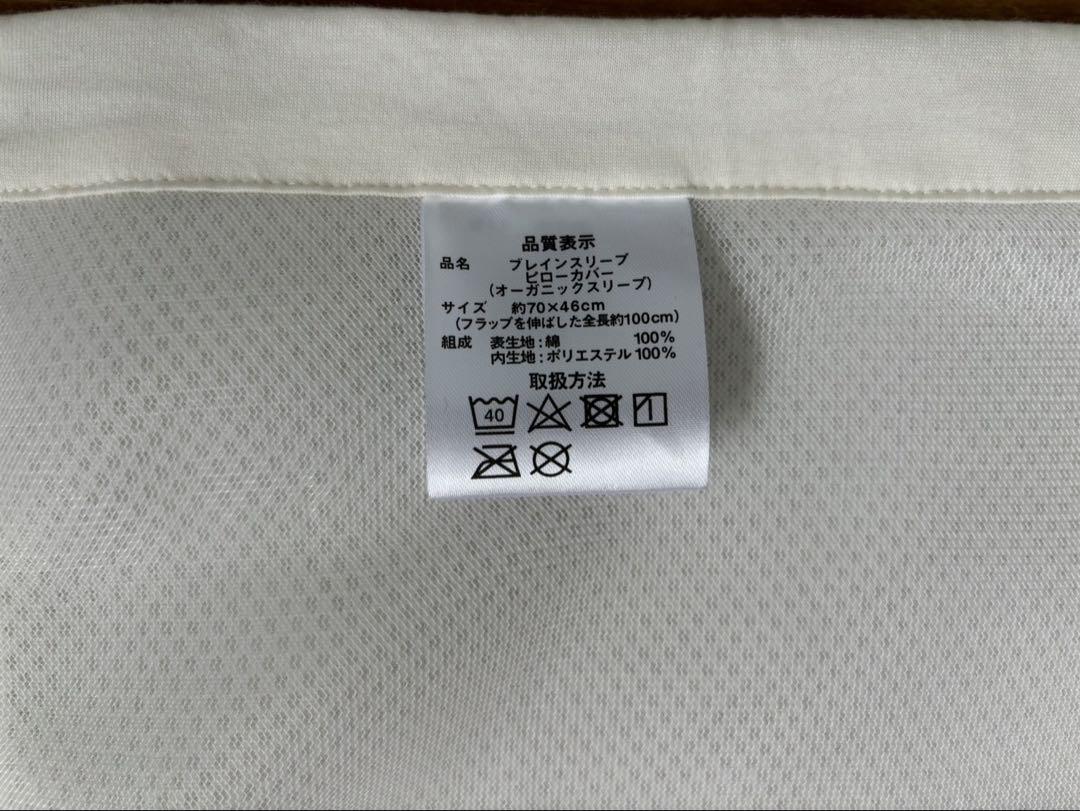 品質表示
品名 ブレインスリープ
ピローカバー
(オーガニックスリープ)
サイズ 約70×46cm
(フラップを伸ばした全長約100cm)
組成 表生地:綿 100%
内生地:ポリエステル 100%
取扱方法
40